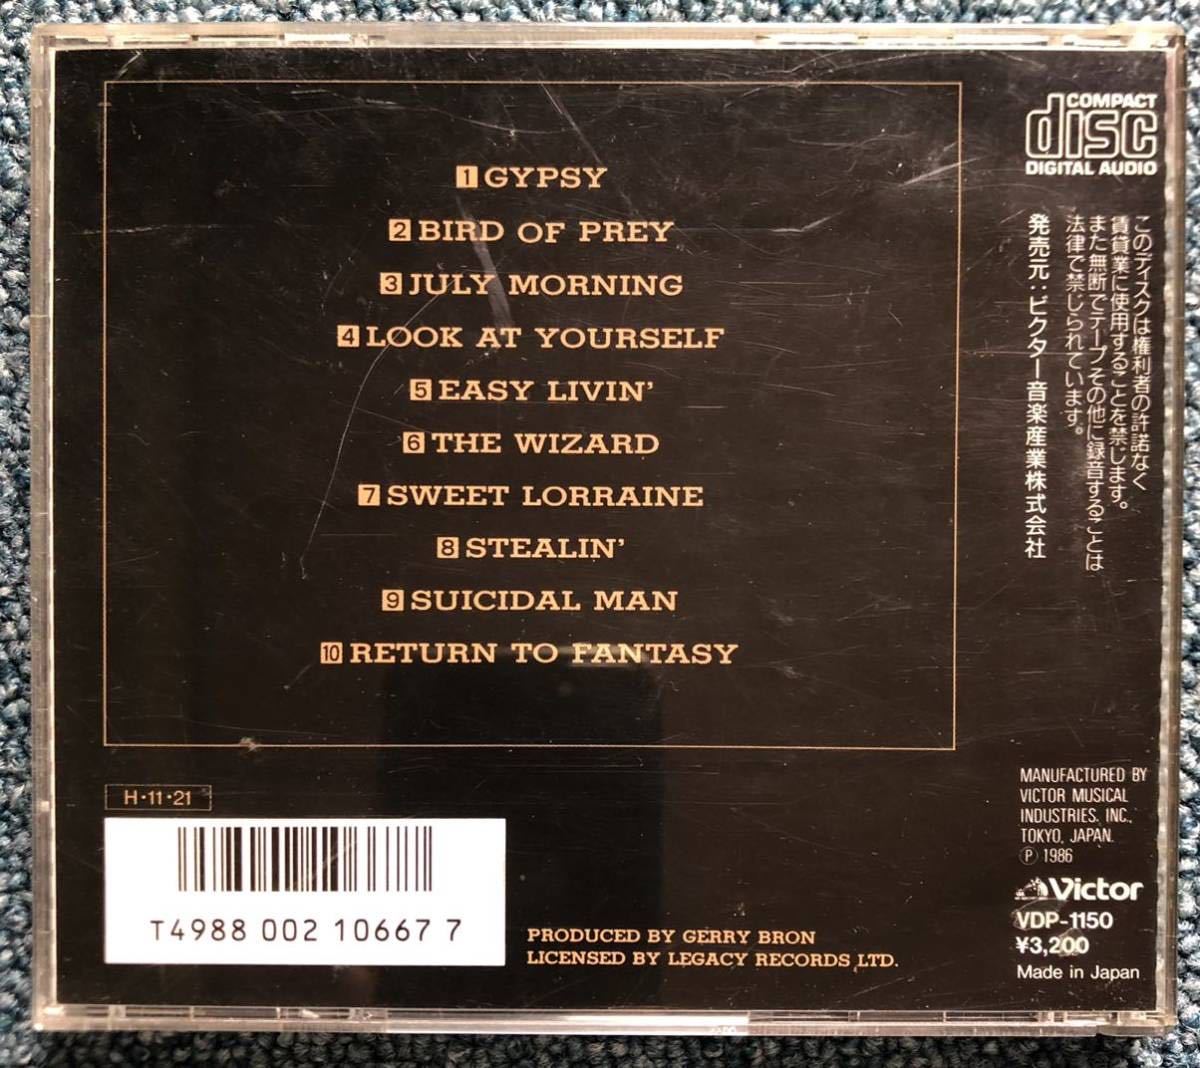 1 GYPSY
2 BIRD OF PREY
3 JULY MORNING
4 LOOK AT YOURSELF
5 EASY LIVIN'
6 THE WIZARD
7 SWEET LORRAINE
8 STEALIN'
9 SUICIDAL MAN
10 RETURN TO FANTASY
H・11・21
T4988 002 10667 7
PRODUCED BY GERRY BRON
LICENSED BY LEGACY RECORDS LTD.
COMPACT
disc
DIGITAL AUDIO
このディスクは権利者の許諾なく
賃貸業に使用することを禁じます。
また無断でテープその他に録音することは
法律で禁じられています。
発売元:ビクター音楽産業株式会社
MANUFACTURED BY
VICTOR MUSICAL
INDUSTRIES, INC.,
TOKYO, JAPAN.
Ⓟ 1986
Victor
VDP-1150
¥3,200
Made in Japan